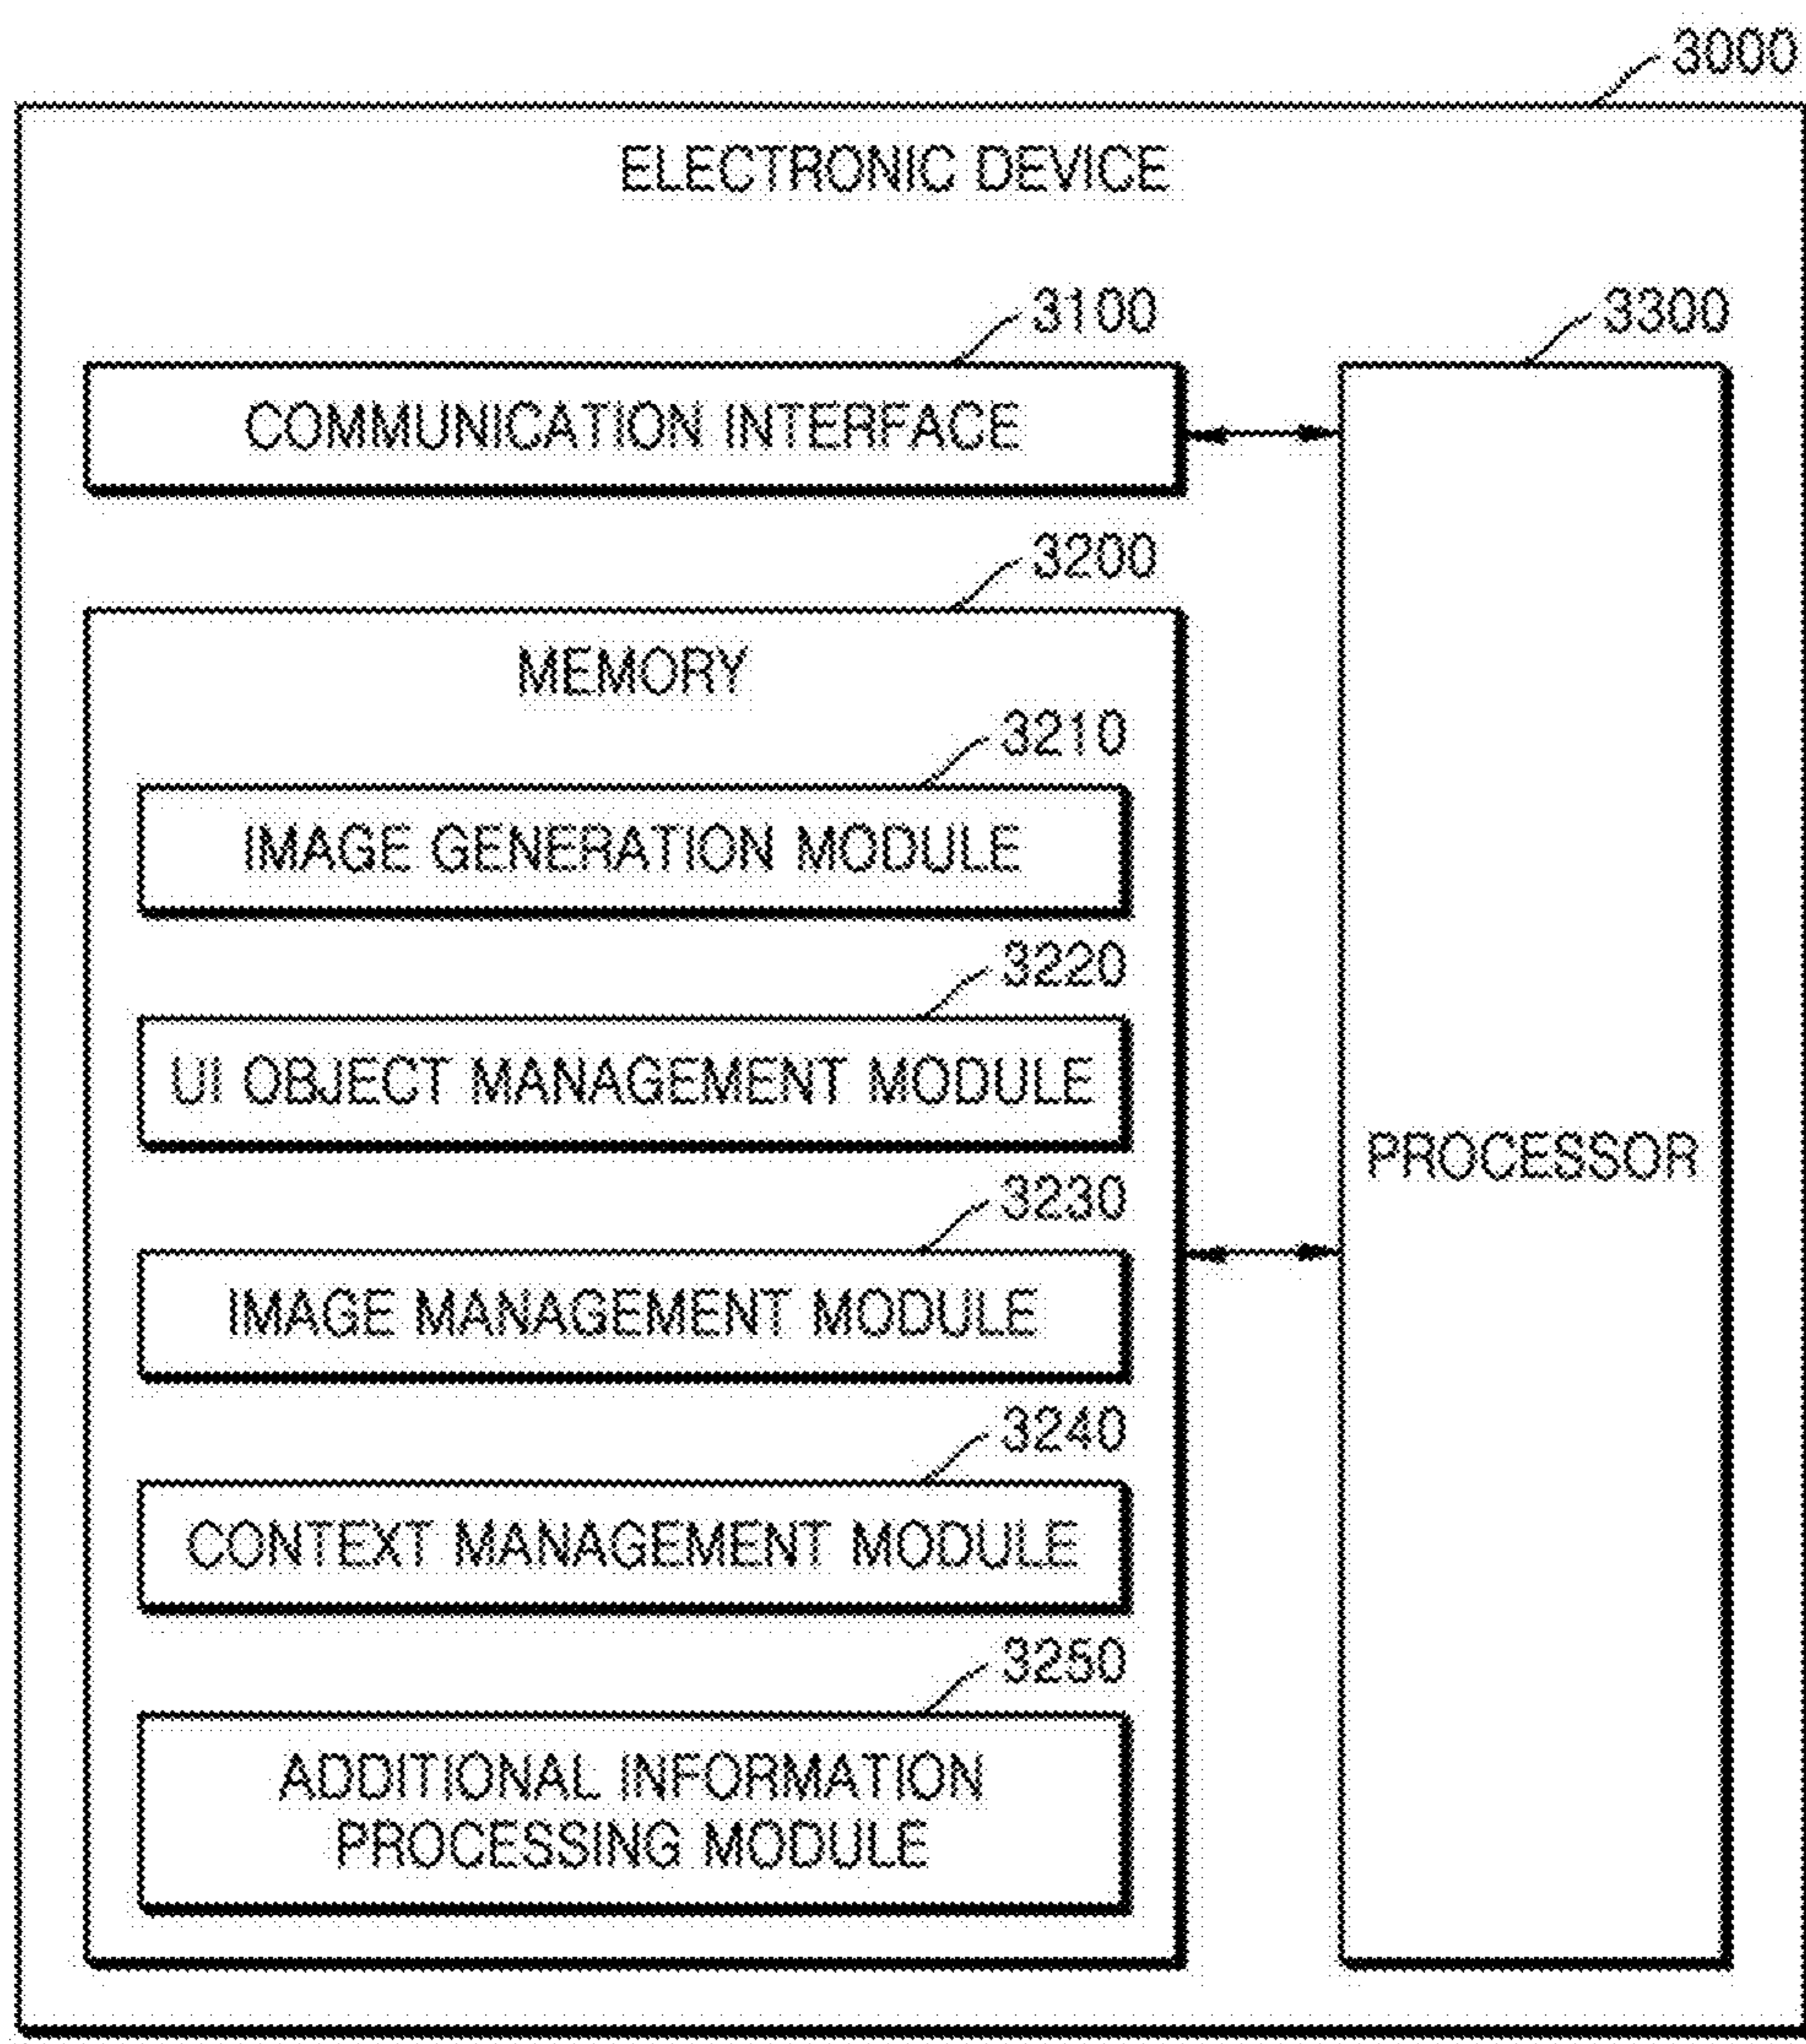 3000
ELECTRONIC DEVICE
3100
3300
COMMUNICATION INTERFACE
3200
MEMORY
3210
IMAGE GENERATION MODULE
3220
UI OBJECT MANAGEMENT MODULE
PROCESSOR
3230
IMAGE MANAGEMENT MODULE
3240
CONTEXT MANAGEMENT MODULE
3250
ADDITIONAL INFORMATION
PROCESSING MODULE